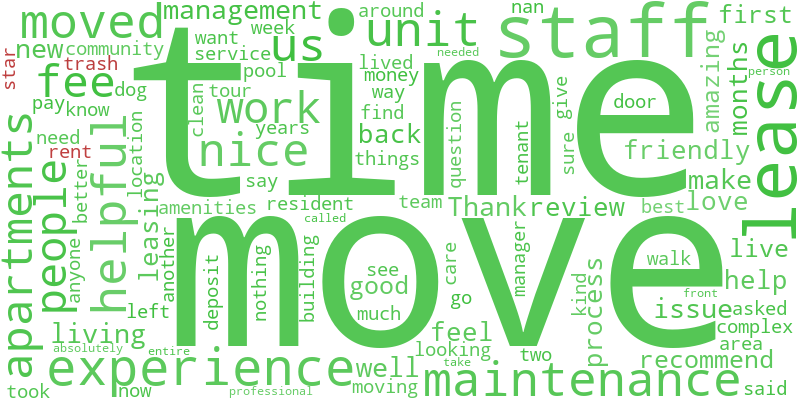 management
around
nan
first
moved
us
want
week
unit
staff
star
new
community
service
lived
needed
trash
pool
money
person
fee
dog
tour
way
amazing
months
pay
know
clean
work
find
door
time
years
back
give
sure
lease
need
location
rent
nice
things
question
tenant
friendly
apartments
people
better
helpful
say
make
amenities
resident
team
Thank
review
best
love
called
anyone
leasing
another
deposit
nothing
building
move
see
good
care
go
manager
walk
live
kind
process
help
front
left
much
issue
asked
living
feel
complex
absolutely
entire
looking
two
area
experience
well
take
recommend
took
now
professional
moving
maintenance
said